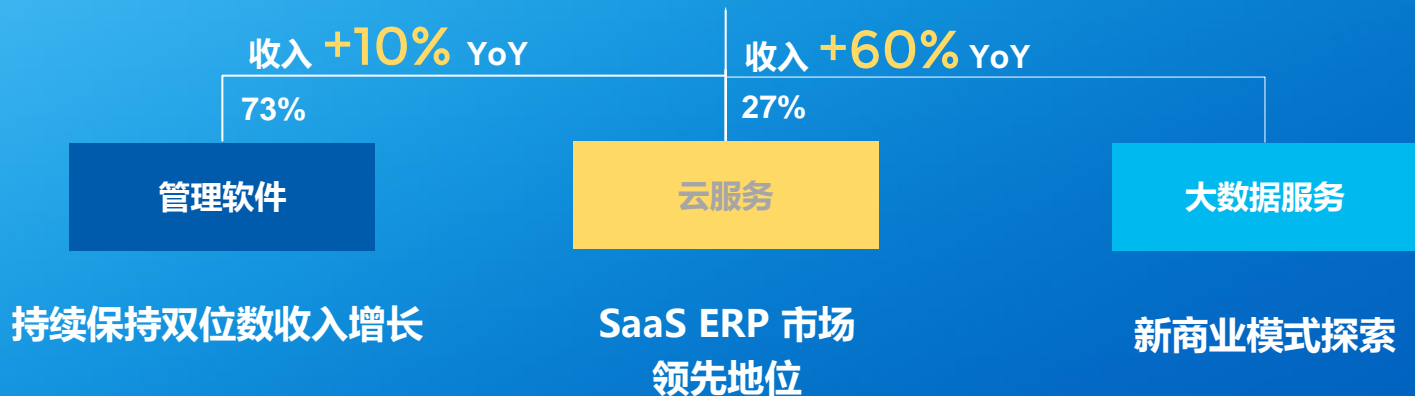 收入 +10% YoY
收入 +60% YoY
73%
27%
管理软件
云服务
大数据服务
持续保持双位数收入增长
SaaS ERP 市场
领先地位
新商业模式探索